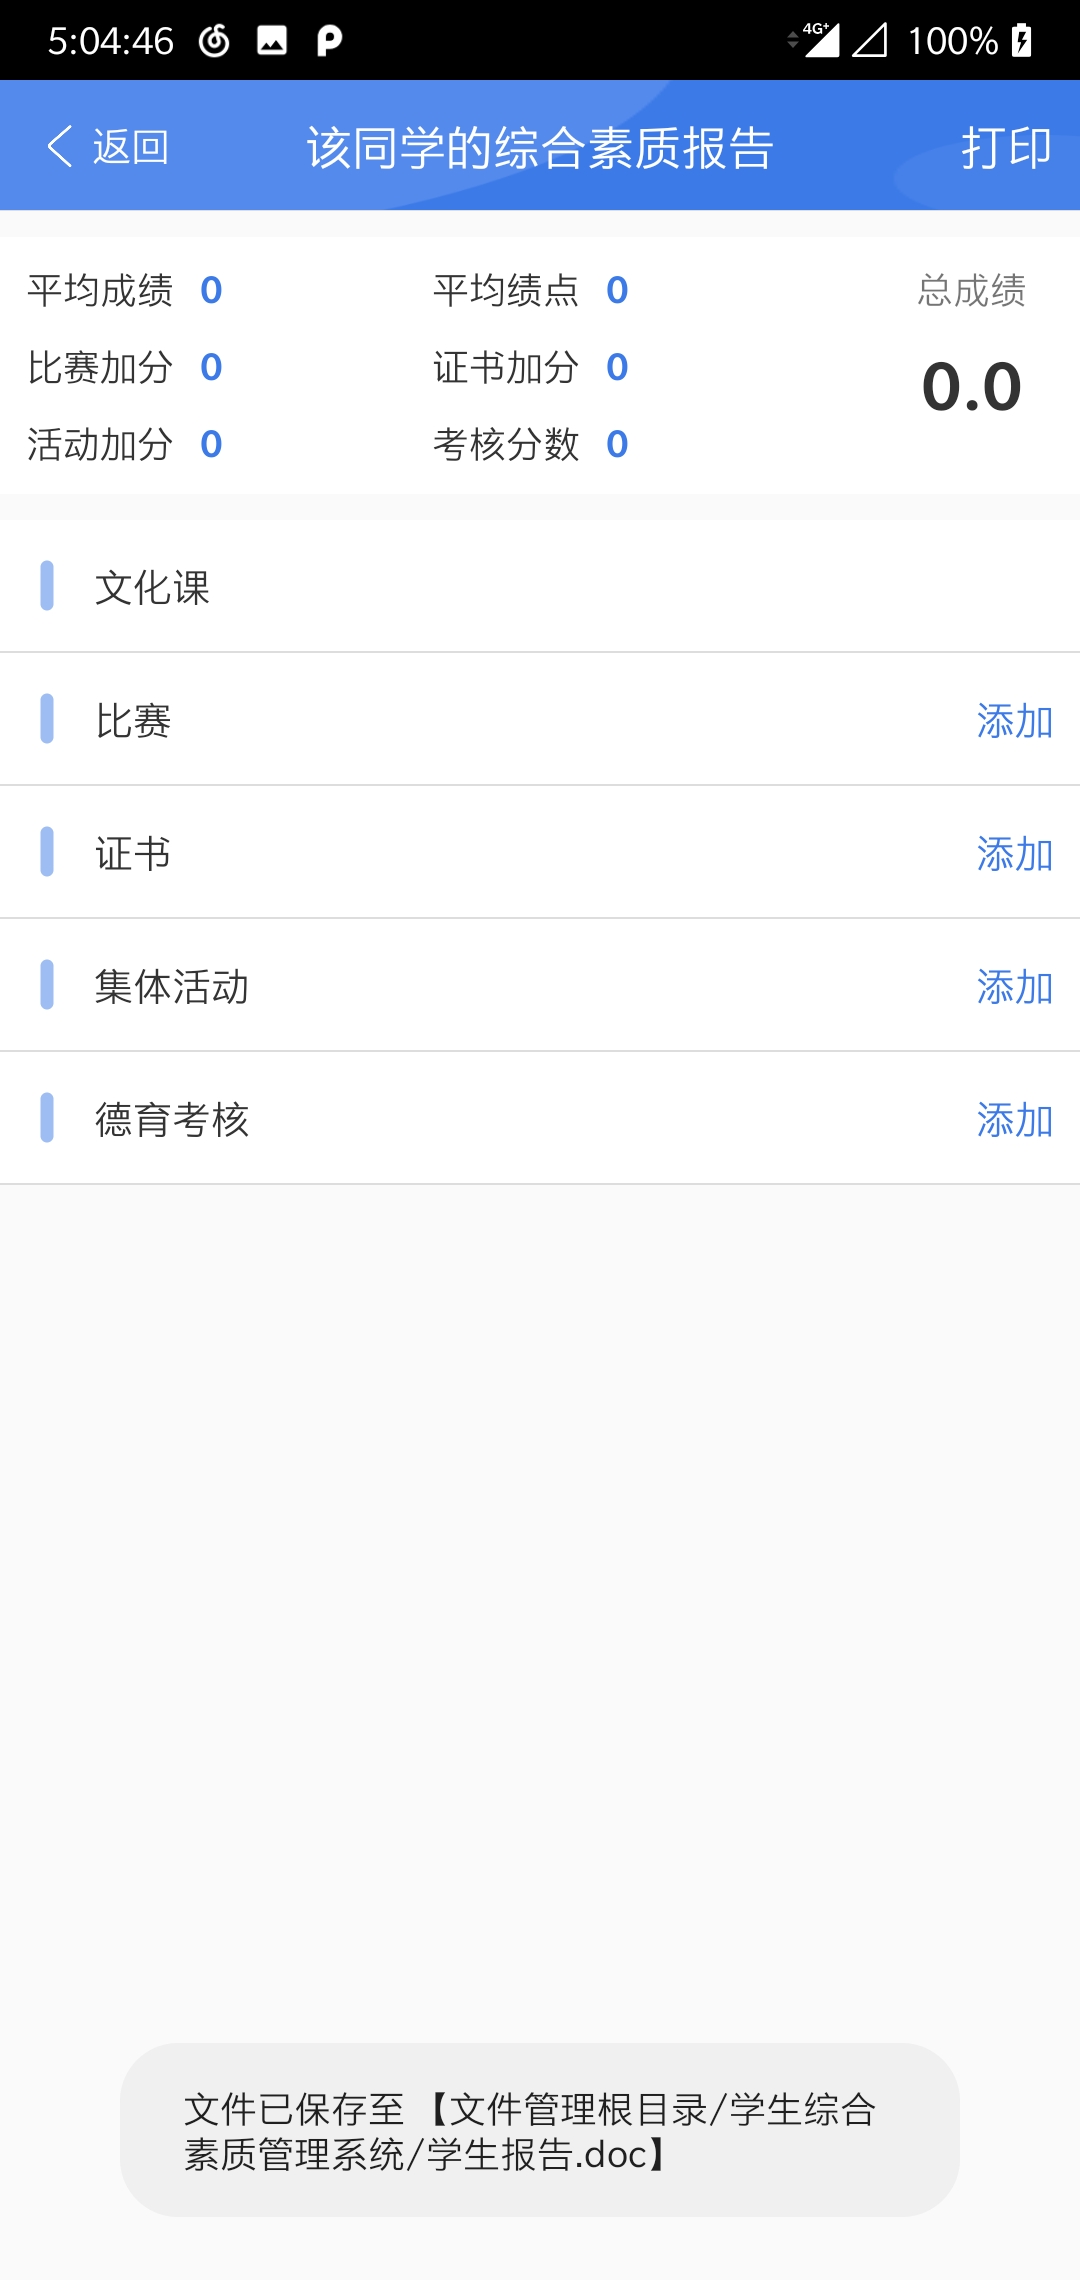 5:04:46 4G+ 100%
返回 该同学的综合素质报告 打印
平均成绩 0 平均绩点 0 总成绩
比赛加分 0 证书加分 0 0.0
活动加分 0 考核分数 0
文化课
比赛 添加
证书 添加
集体活动 添加
德育考核 添加
文件已保存至 【文件管理根目录/学生综合
素质管理系统/学生报告.doc】